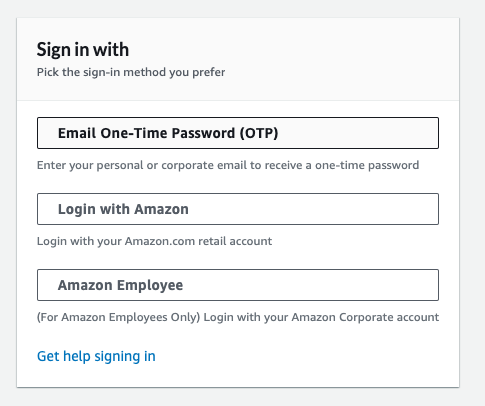 Sign in with
Pick the sign-in method you prefer
Email One-Time Password (OTP)
Enter your personal or corporate email to receive a one-time password
Login with Amazon
Login with your Amazon.com retail account
Amazon Employee
(For Amazon Employees Only) Login with your Amazon Corporate account
Get help signing in